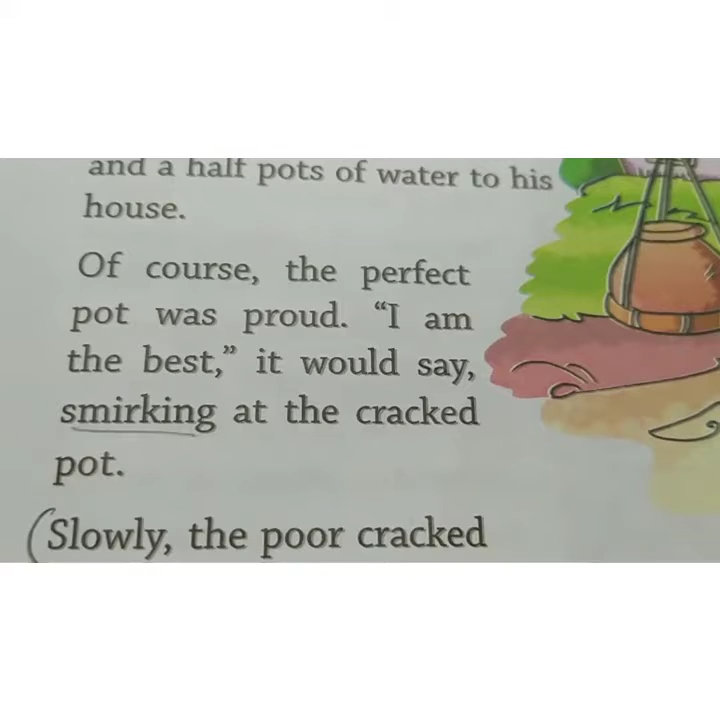 and a half pots of water to his
house.
Of course, the perfect
pot was proud. “I am
the best,” it would say,
smirking at the cracked
pot.
(Slowly, the poor cracked